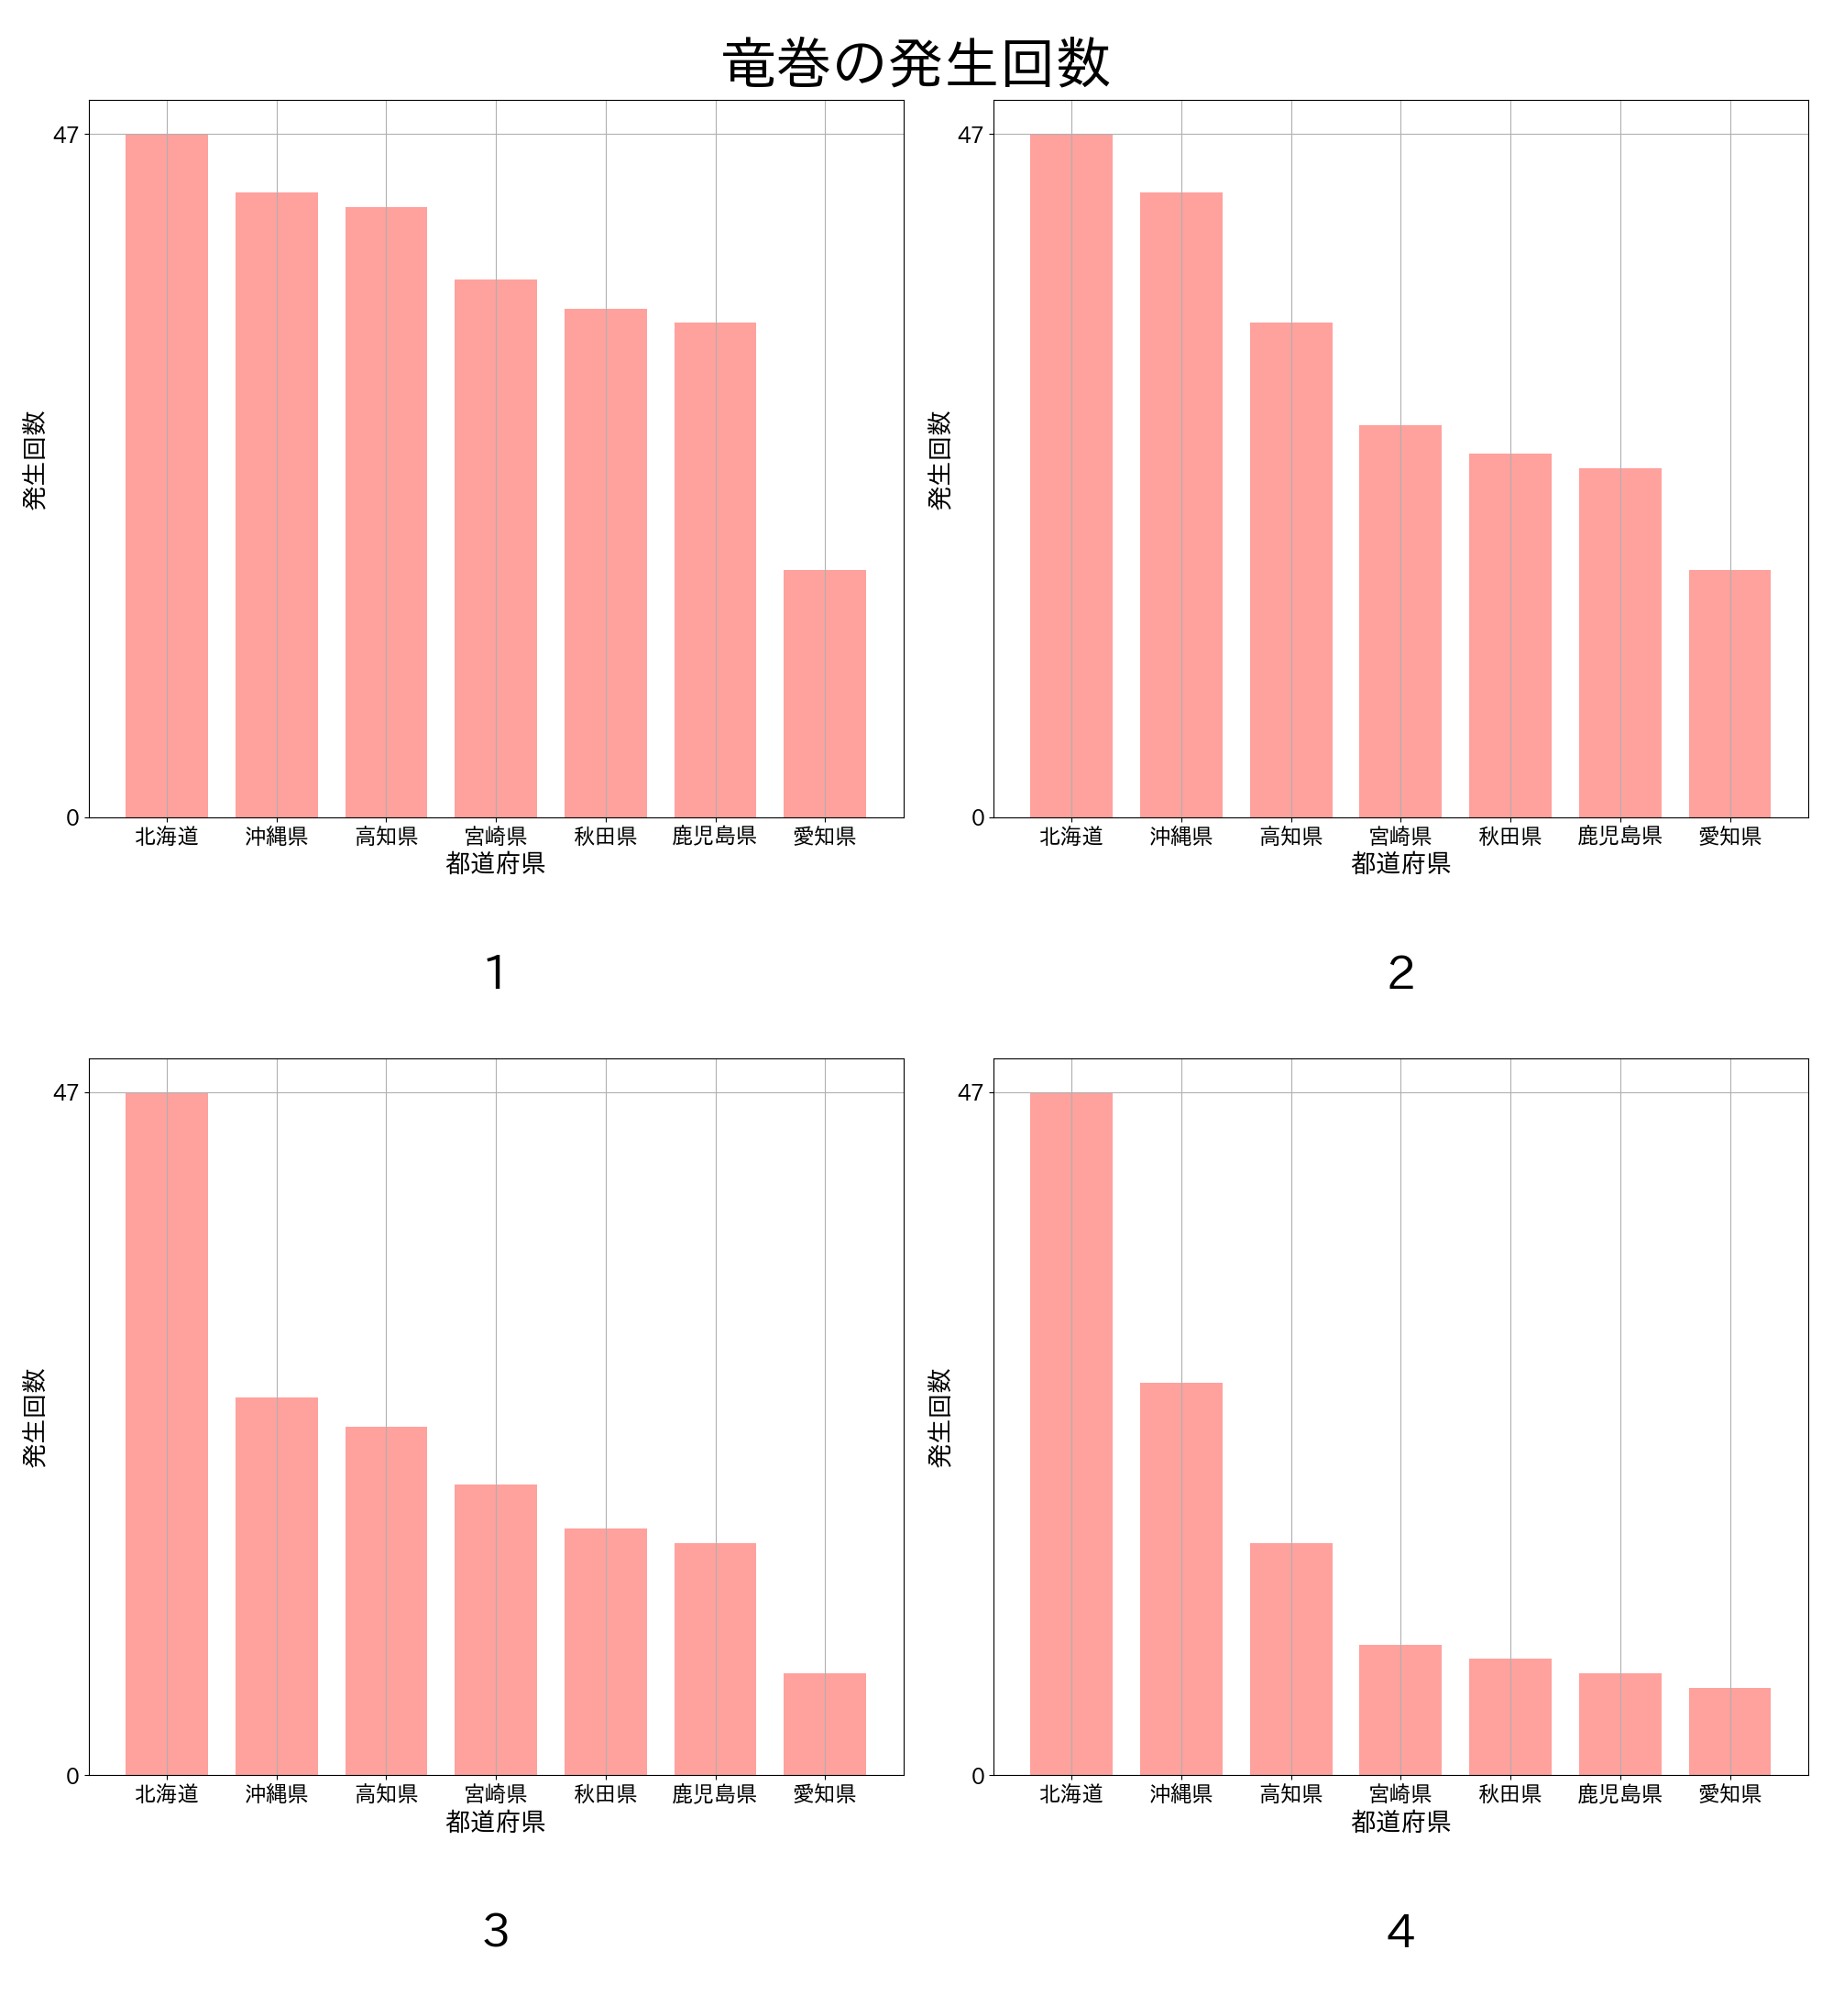 竜巻の発生回数
47
0
発生回数
北海道 沖縄県 高知県 宮崎県 秋田県 鹿児島県 愛知県
都道府県
1
47
0
発生回数
北海道 沖縄県 高知県 宮崎県 秋田県 鹿児島県 愛知県
都道府県
2
47
0
発生回数
北海道 沖縄県 高知県 宮崎県 秋田県 鹿児島県 愛知県
都道府県
3
47
0
発生回数
北海道 沖縄県 高知県 宮崎県 秋田県 鹿児島県 愛知県
都道府県
4